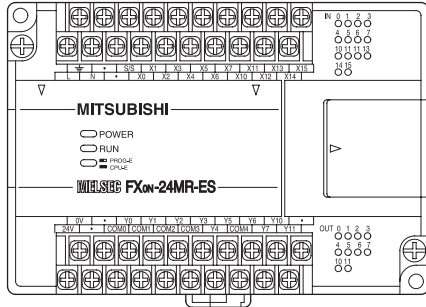 IN 0 1 2 3
4 5 6 7
10 11 11 13
14 15
• S/S X1 X3 X5 X7 X11 X13 X15
L N • X0 X2 X4 X6 X10 X12 X14
MITSUBISHI
POWER
RUN
PROG-E
CPU-E
MELSEC FX0N-24MR-ES
0V • Y0 Y1 Y2 Y3 Y5 Y6 Y10 •
24V • COM0 COM1 COM2 COM3 Y4 COM4 Y7 Y11
OUT 0 1 2 3
4 5 6 7
10 11